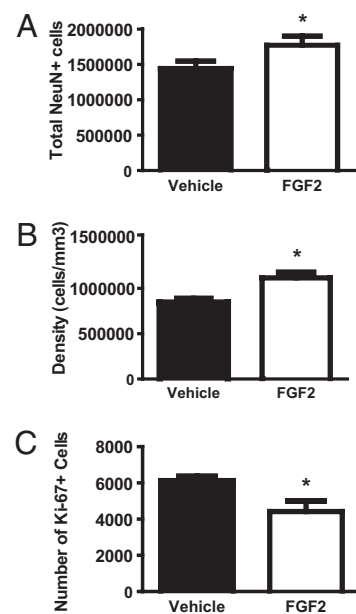 A
Total NeuN+ cells
2000000
1500000
1000000
500000
0
*
Vehicle
FGF2
B
Density (cells/mm3)
1500000
1000000
500000
0
*
Vehicle
FGF2
C
Number of Ki-67+ Cells
8000
6000
4000
2000
0
*
Vehicle
FGF2